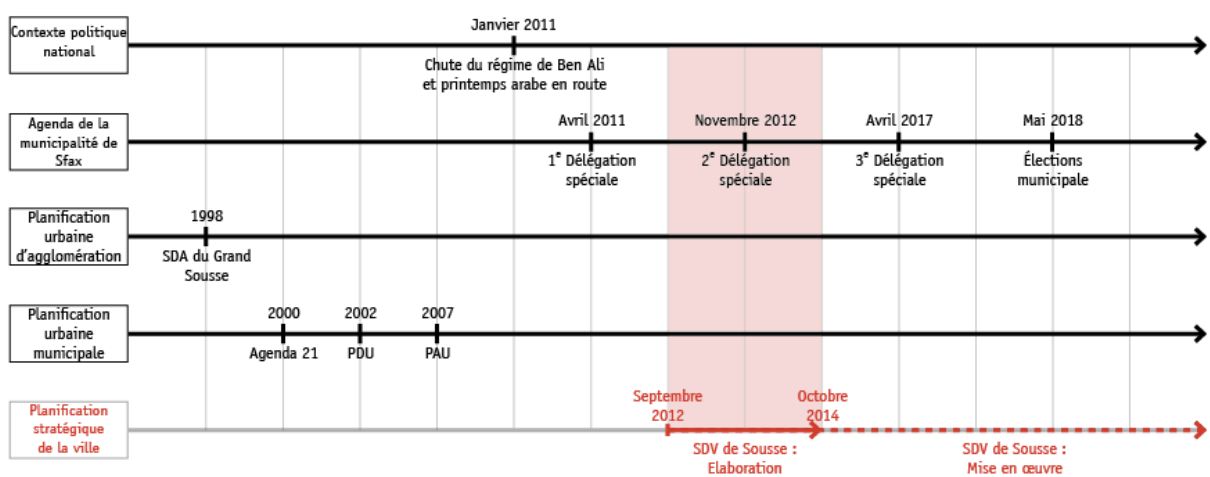 Contexte politique
national
Janvier 2011
Chute du régime de Ben Ali
et printemps arabe en route
Agenda de la
municipalité de
Sfax
Avril 2011
1e Délégation
spéciale
Novembre 2012
2e Délégation
spéciale
Avril 2017
3e Délégation
spéciale
Mai 2018
Élections
municipale
Planification
urbaine
d'agglomération
1998
SDA du Grand
Sousse
Planification
urbaine
municipale
2000
Agenda 21
2002
PDU
2007
PAU
Planification
stratégique
de la ville
Septembre
2012
Octobre
2014
SDV de Sousse :
Elaboration
SDV de Sousse :
Mise en œuvre